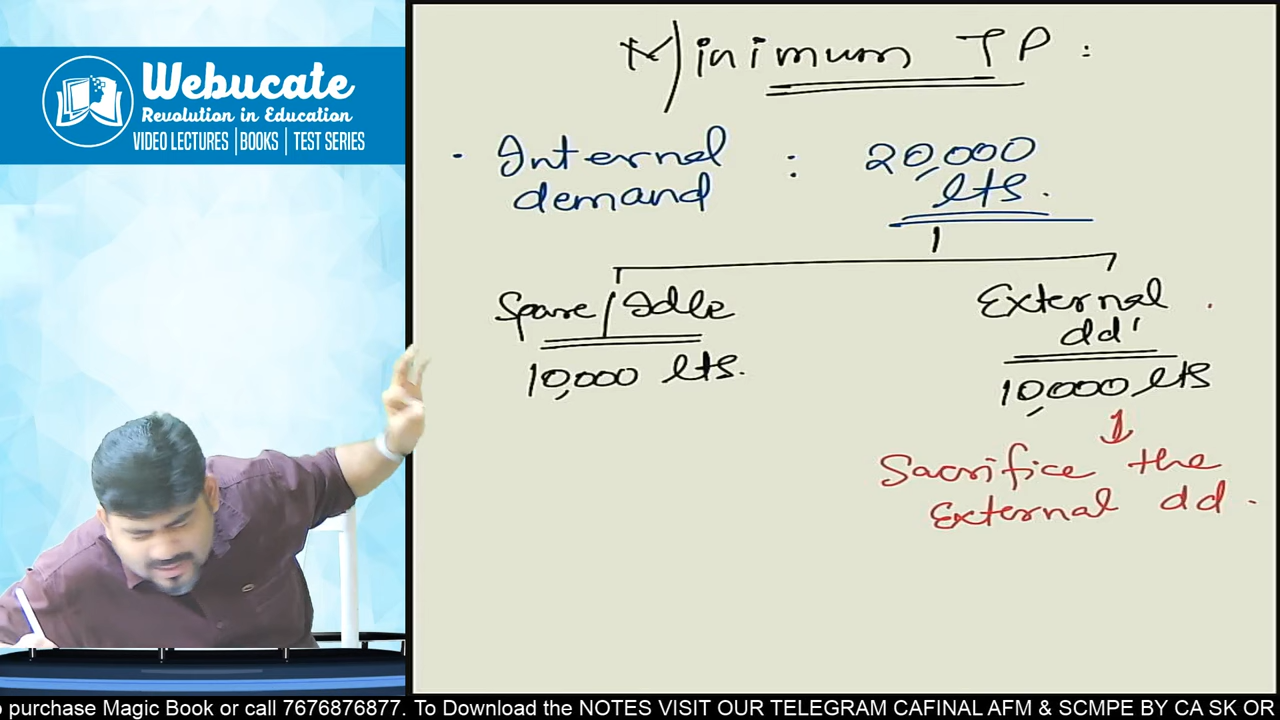 Webucate
Revolution in Education
VIDEO LECTURES | BOOKS | TEST SERIES
Minimum TP :
• Internal : 20,000
demand lts.
Spare/Idle External
dd'
10,000 lts. 10,000 lts
Sacrifice the
External dd.
o purchase Magic Book or call 7676876877. To Download the NOTES VISIT OUR TELEGRAM CAFINAL AFM & SCMPE BY CA SK OR